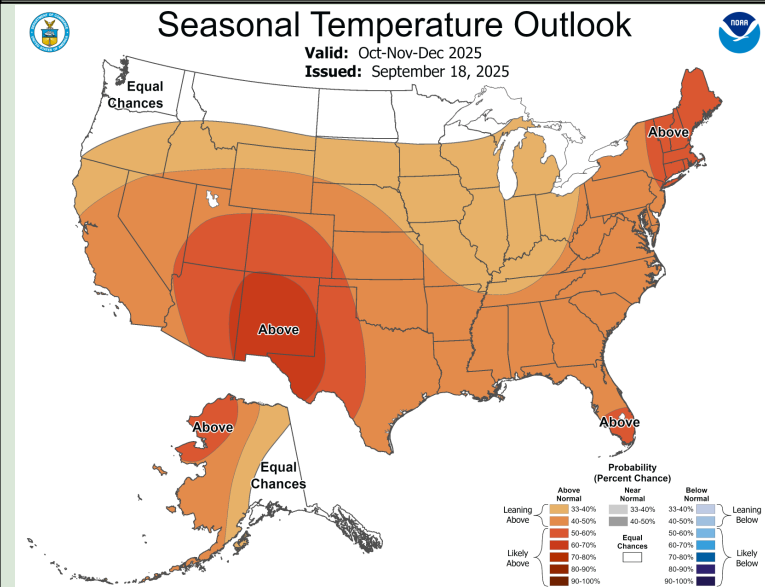 Seasonal Temperature Outlook
Valid: Oct-Nov-Dec 2025
Issued: September 18, 2025
NOAA
Equal
Chances
Above
Above
Above
Above
Equal
Chances
Probability
(Percent Chance)
Above
Normal
Near
Normal
Below
Normal
Leaning
Above
33-40%
40-50%
50-60%
60-70%
70-80%
80-90%
90-100%
Likely
Above
33-40%
40-50%
Equal
Chances
33-40%
40-50%
50-60%
60-70%
70-80%
80-90%
90-100%
Leaning
Below
Likely
Below